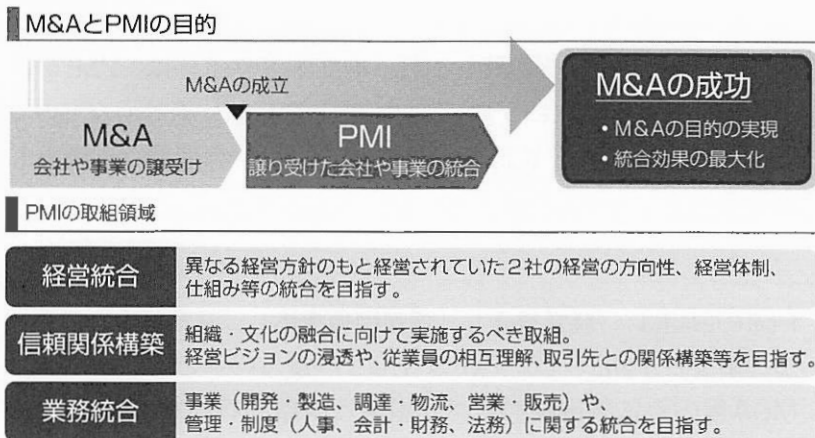 M&AとPMIの目的
M&Aの成立
M&A
会社や事業の譲受け
PMI
譲り受けた会社や事業の統合
M&Aの成功
・M&Aの目的の実現
・統合効果の最大化
PMIの取組領域
経営統合
異なる経営方針のもと経営されていた2社の経営の方向性、経営体制、
仕組み等の統合を目指す。
信頼関係構築
組織・文化の融合に向けて実施するべき取組。
経営ビジョンの浸透や、従業員の相互理解、取引先との関係構築等を目指す。
業務統合
事業（開発・製造、調達・物流、営業・販売）や、
管理・制度（人事、会計・財務、法務）に関する統合を目指す。